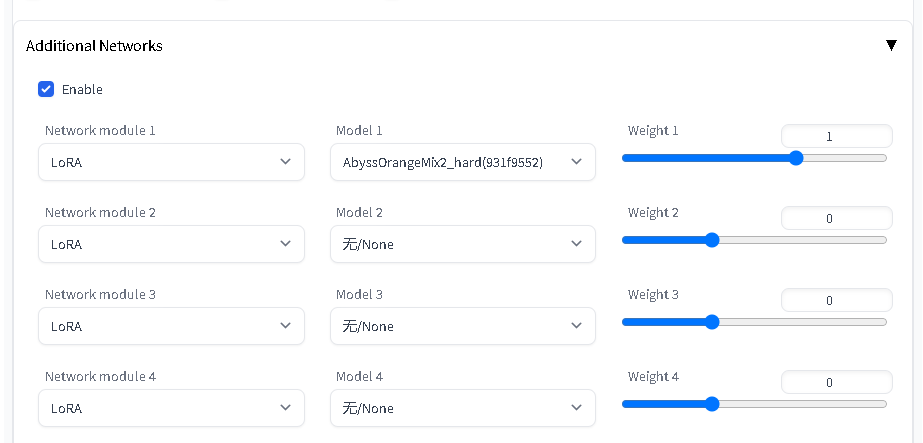 Additional Networks ▼
Enable
Network module 1 Model 1 Weight 1 1
LoRA AbyssOrangeMix2_hard(931f9552)
Network module 2 Model 2 Weight 2 0
LoRA 无/None
Network module 3 Model 3 Weight 3 0
LoRA 无/None
Network module 4 Model 4 Weight 4 0
LoRA 无/None